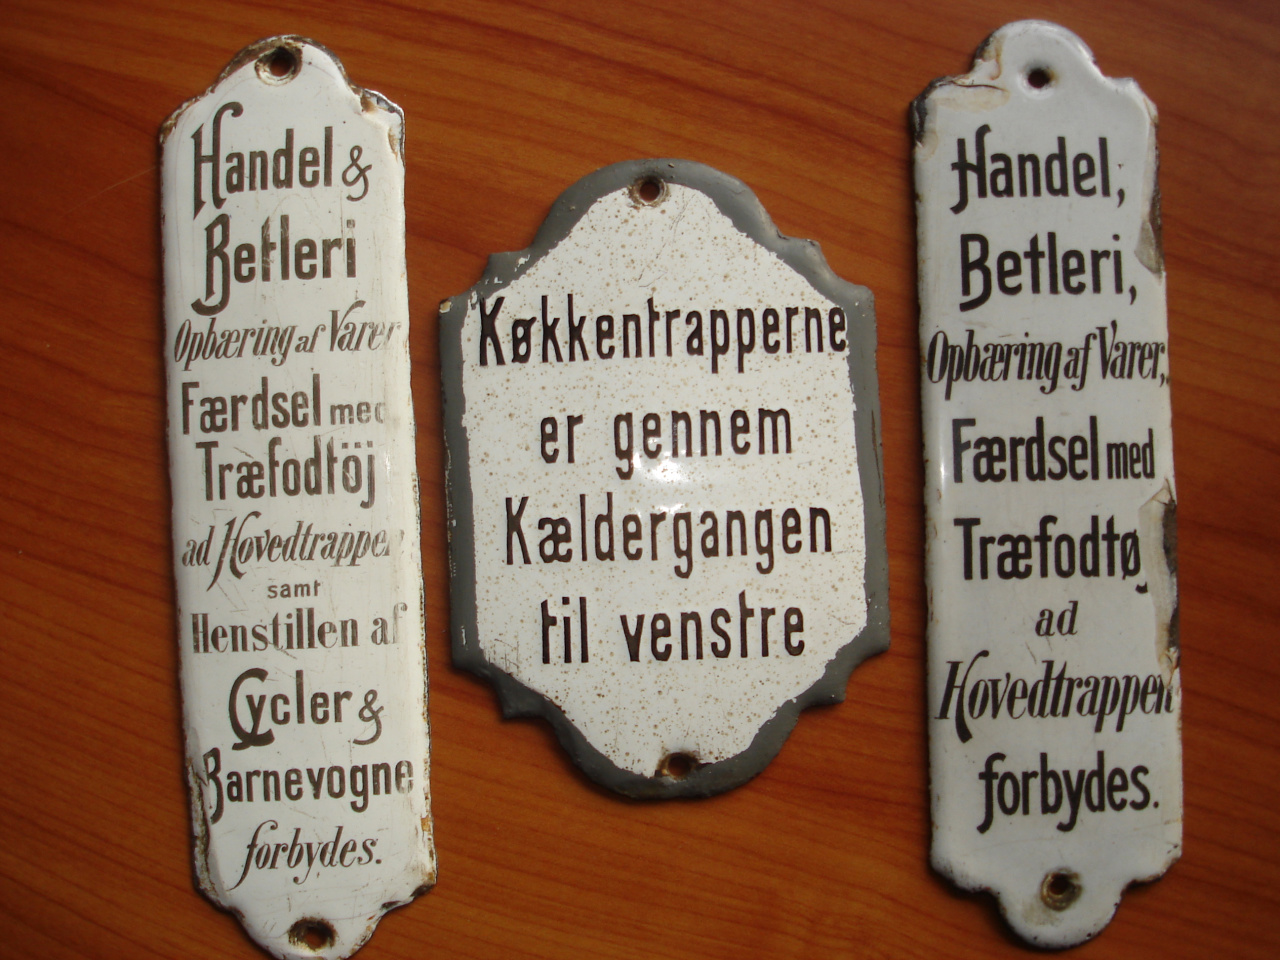 Handel &
Betleri
Opbæring af Varer
Færdsel med
Træfodtöj
ad Hovedtrappen
samt
Henstillen af
Cycler &
Barnevogne
forbydes.
Køkkentrapperne
er gennem
Kældergangen
til venstre
Handel,
Betleri,
Opbæring af Varer,
Færdsel med
Træfodtøj
ad
Hovedtrappen
forbydes.